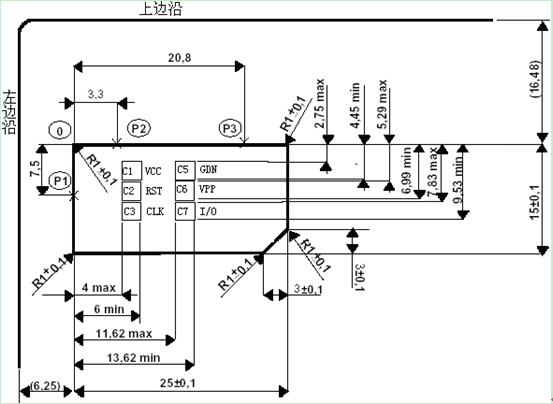 上边沿
左边沿
20,8
3,3
0
P2
P3
P1
7,5
R1±0,1
R1±0,1
2,75 max
4,45 min
5,29 max
6,99 min
7,83 max
9,53 min
(16,48)
15±0,1
C1 VCC C5 GDN
C2 RST C6 VPP
C3 CLK C7 I/O
R1±0,1
R1±0,1
R1±0,1
3±0,1
3±0,1
4 max
6 min
11,62 max
13,62 min
(6,25)
25±0,1